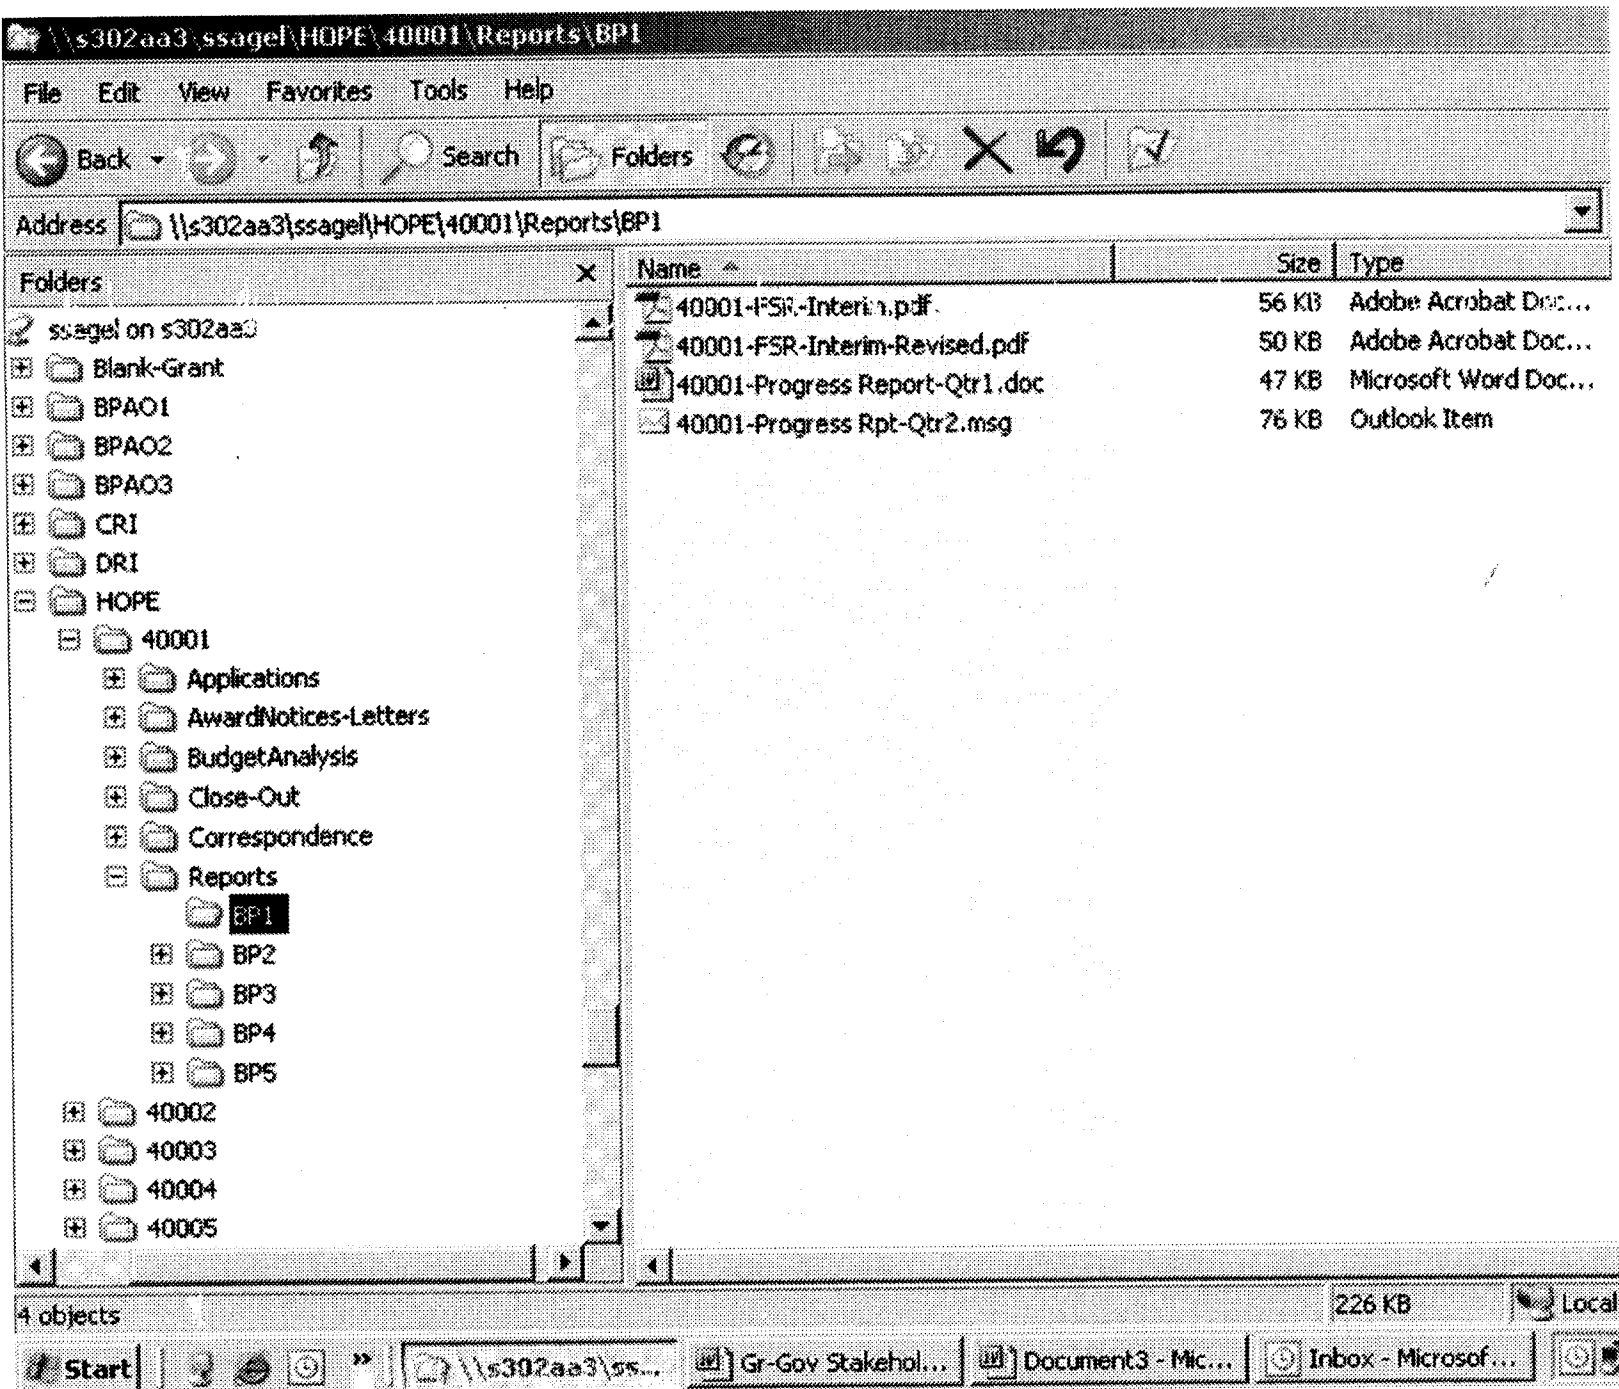 \\s302aa3\ssagel\HOPE\40001\Reports\BP1
File Edit View Favorites Tools Help
Back Search Folders
Address \\s302aa3\ssagel\HOPE\40001\Reports\BP1
Folders
Name Size Type
40001-FSR-Interim.pdf 56 KB Adobe Acrobat Doc...
40001-FSR-Interim-Revised.pdf 50 KB Adobe Acrobat Doc...
40001-Progress Report-Qtr1.doc 47 KB Microsoft Word Doc...
40001-Progress Rpt-Qtr2.msg 76 KB Outlook Item
ssagel on s302aa3
Blank-Grant
BPAO1
BPAO2
BPAO3
CRI
DRI
HOPE
40001
Applications
AwardNotices-Letters
BudgetAnalysis
Close-Out
Correspondence
Reports
BP1
BP2
BP3
BP4
BP5
40002
40003
40004
40005
4 objects 226 KB Local
Start » \\s302aa3\ss... Gr-Gov Stakehol... Document3 - Mic... Inbox - Microsof...